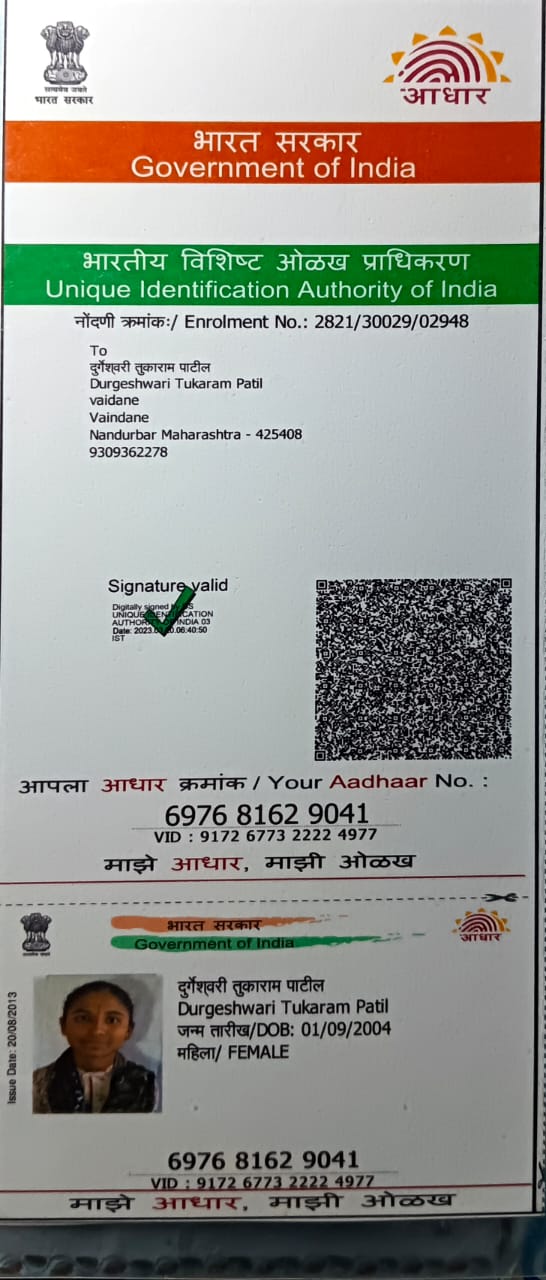 सत्यमेव जयते
भारत सरकार
आधार
भारत सरकार
Government of India
भारतीय विशिष्ट ओळख प्राधिकरण
Unique Identification Authority of India
नोंदणी क्रमांक:/ Enrolment No.: 2821/30029/02948
To
दुर्गेश्वरी तुकाराम पाटील
Durgeshwari Tukaram Patil
vaidane
Vaindane
Nandurbar Maharashtra - 425408
9309362278
Signature valid
Digitally signed by DS
UNIQUE IDENTIFICATION
AUTHORITY OF INDIA 03
Date: 2023. 06:40:50
IST
आपला आधार क्रमांक / Your Aadhaar No. :
6976 8162 9041
VID : 9172 6773 2222 4977
माझे आधार, माझी ओळख
भारत सरकार
Government of India
आधार
Issue Date: 20/08/2013
दुर्गेश्वरी तुकाराम पाटील
Durgeshwari Tukaram Patil
जन्म तारीख/DOB: 01/09/2004
महिला/ FEMALE
6976 8162 9041
VID : 9172 6773 2222 4977
माझे आधार, माझी ओळख